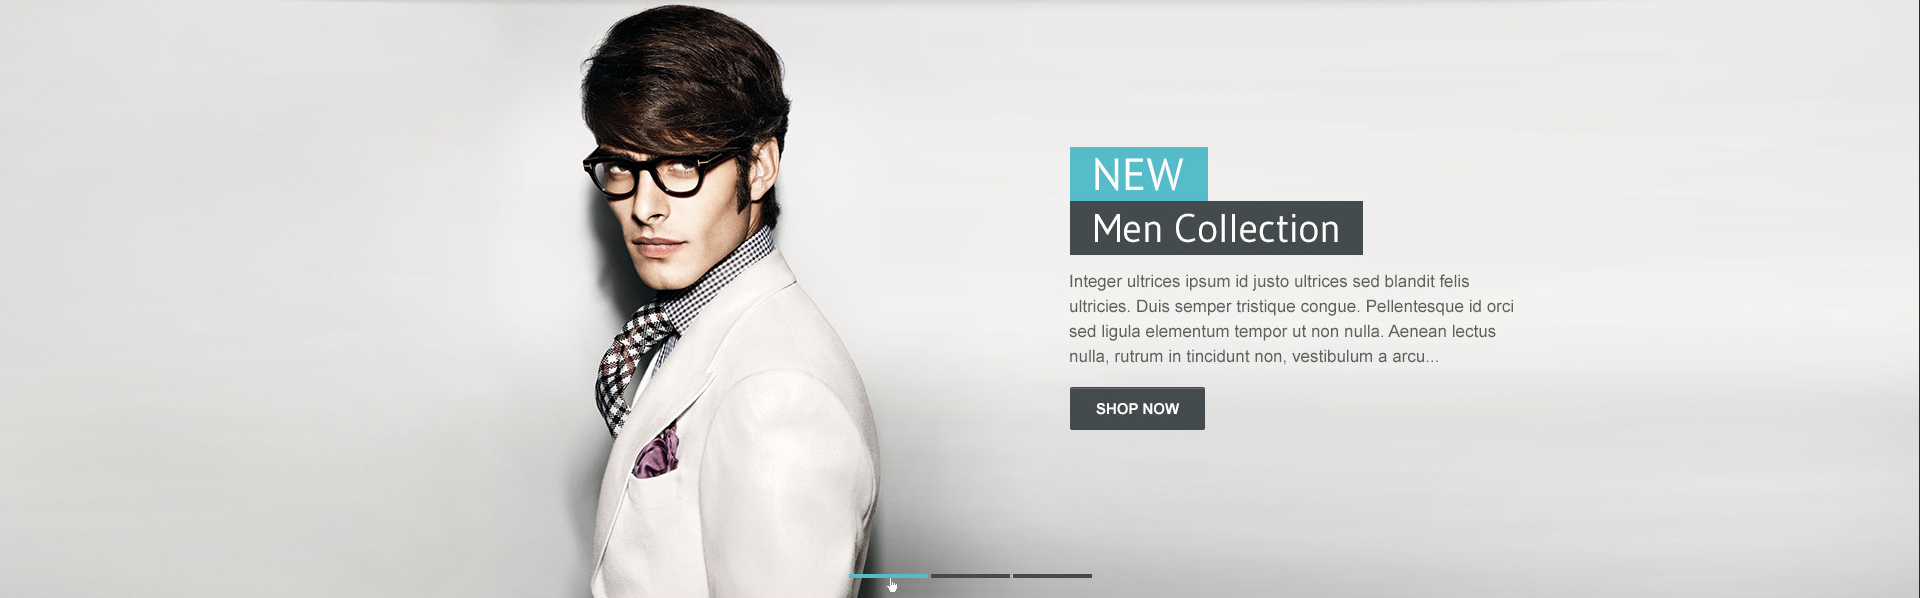 NEW
Men Collection
Integer ultrices ipsum id justo ultrices sed blandit felis
ultricies. Duis semper tristique congue. Pellentesque id orci
sed ligula elementum tempor ut non nulla. Aenean lectus
nulla, rutrum in tincidunt non, vestibulum a arcu...
SHOP NOW